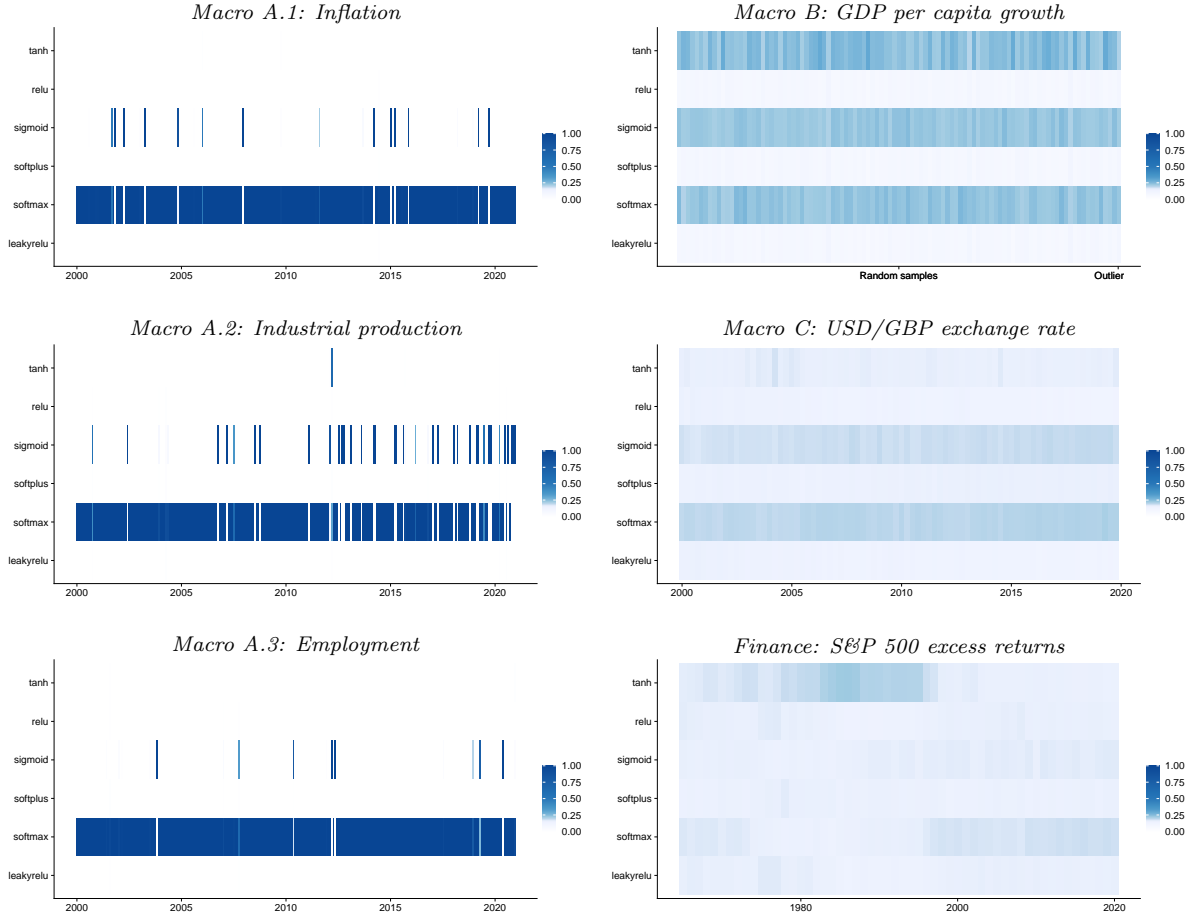 Macro A.1: Inflation
tanh
relu
sigmoid
softplus
softmax
leakyrelu
2000 2005 2010 2015 2020
1.00
0.75
0.50
0.25
0.00
Macro B: GDP per capita growth
tanh
relu
sigmoid
softplus
softmax
leakyrelu
Random samples Outlier
1.00
0.75
0.50
0.25
0.00
Macro A.2: Industrial production
tanh
relu
sigmoid
softplus
softmax
leakyrelu
2000 2005 2010 2015 2020
1.00
0.75
0.50
0.25
0.00
Macro C: USD/GBP exchange rate
tanh
relu
sigmoid
softplus
softmax
leakyrelu
2000 2005 2010 2015 2020
1.00
0.75
0.50
0.25
0.00
Macro A.3: Employment
tanh
relu
sigmoid
softplus
softmax
leakyrelu
2000 2005 2010 2015 2020
1.00
0.75
0.50
0.25
0.00
Finance: S&P 500 excess returns
tanh
relu
sigmoid
softplus
softmax
leakyrelu
1980 2000 2020
1.00
0.75
0.50
0.25
0.00